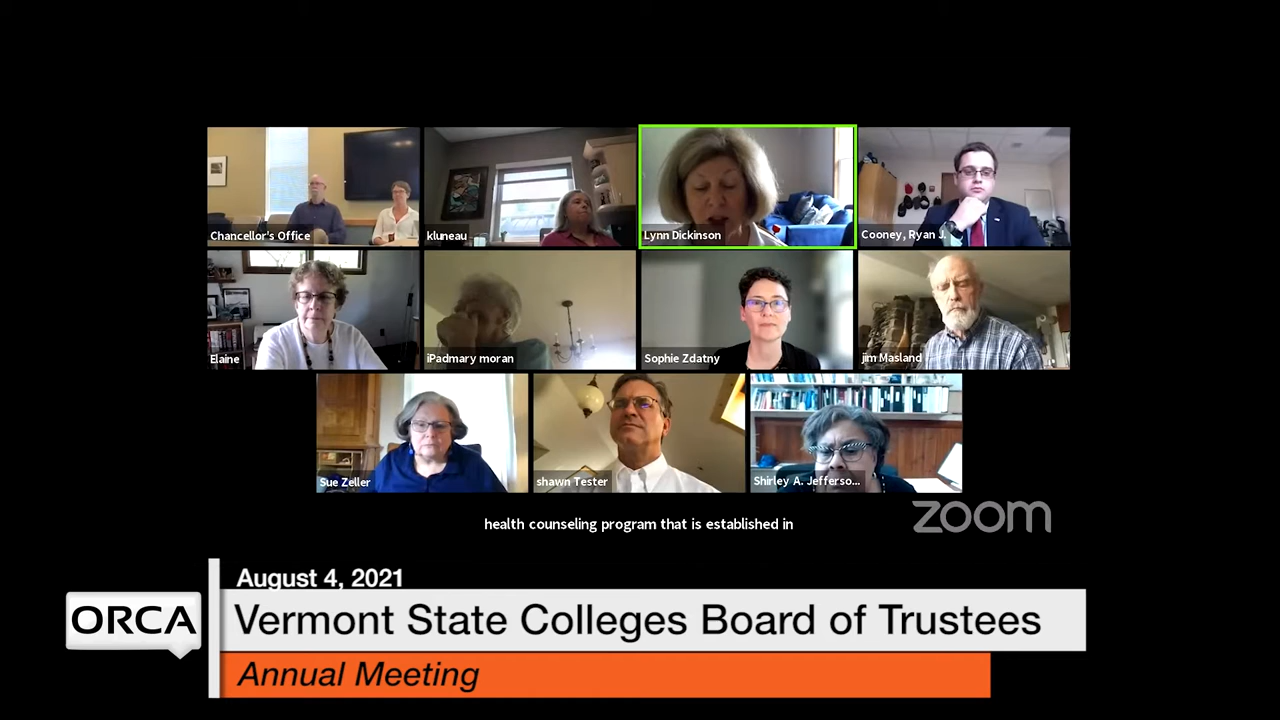 Chancellor's Office
kluneau
Lynn Dickinson
Cooney, Ryan J.
Elaine
iPadmary moran
Sophie Zdatny
jim Masland
Sue Zeller
shawn Tester
Shirley A. Jefferso...
health counseling program that is established in
zoom
August 4, 2021
ORCA
Vermont State Colleges Board of Trustees
Annual Meeting